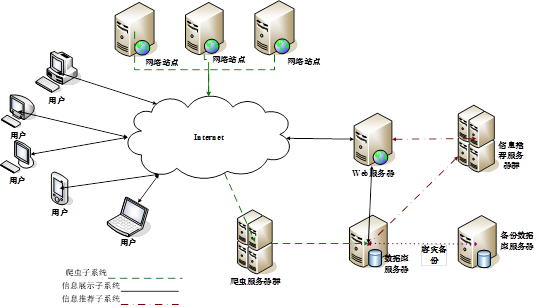 网络站点
网络站点
网络站点
用户
用户
用户
用户
用户
Internet
Web服务器
信息推
荐服务
器群
爬虫服务器群
数据库
服务器
容灾备
份
备份数据
库服务器
爬虫子系统
信息展示子系统
信息推荐子系统